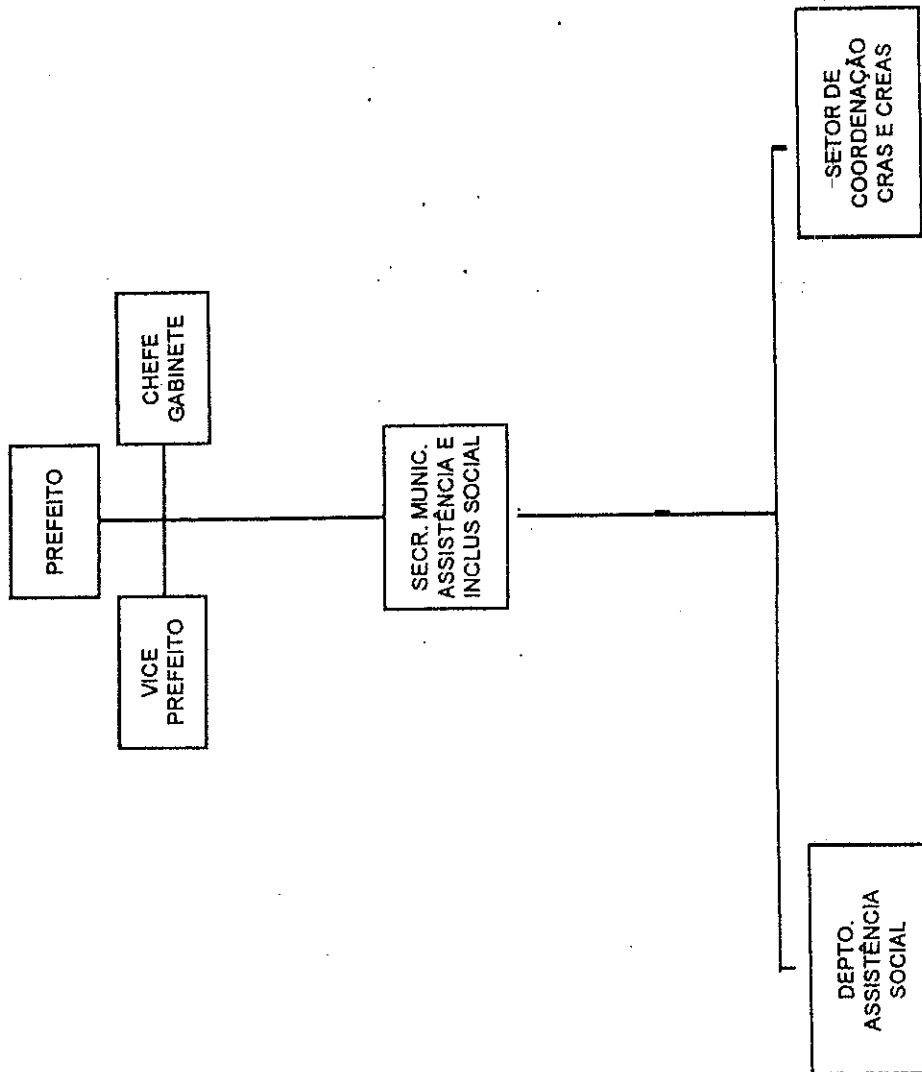 PREFEITO
VICE
PREFEITO
CHEFE
GABINETE
SECR. MUNIC.
ASSISTÊNCIA E
INCLUS SOCIAL
DEPTO.
ASSISTÊNCIA
SOCIAL
SETOR DE
COORDENAÇÃO
CRAS E CREAS